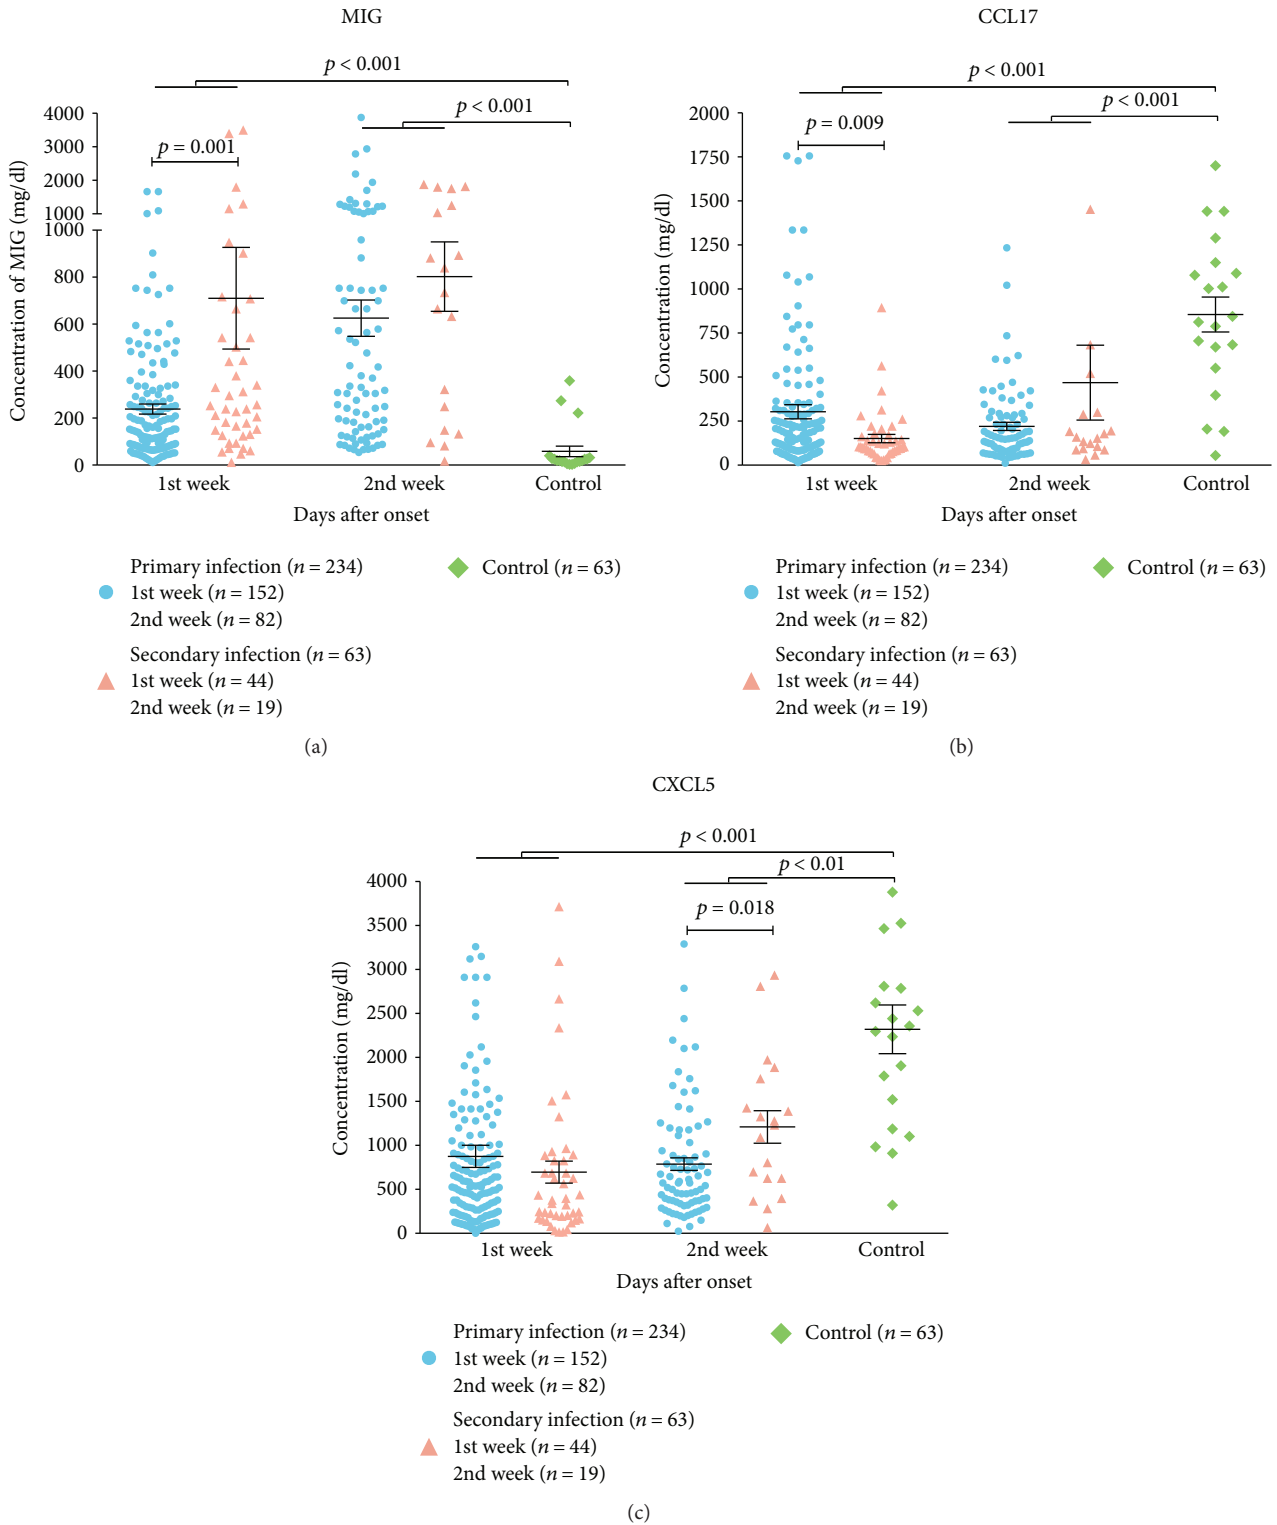 MIG
p < 0.001
p < 0.001
p = 0.001
Concentration of MIG (mg/dl)
4000
3000
2000
1000
1000
800
600
400
200
0
1st week
2nd week
Control
Days after onset
Primary infection (n = 234)
1st week (n = 152)
2nd week (n = 82)
Secondary infection (n = 63)
1st week (n = 44)
2nd week (n = 19)
Control (n = 63)
(a)
CCL17
p < 0.001
p < 0.001
p = 0.009
Concentration (mg/dl)
2000
1750
1500
1250
1000
750
500
250
0
1st week
2nd week
Control
Days after onset
Primary infection (n = 234)
1st week (n = 152)
2nd week (n = 82)
Secondary infection (n = 63)
1st week (n = 44)
2nd week (n = 19)
Control (n = 63)
(b)
CXCL5
p < 0.001
p < 0.01
p = 0.018
Concentration (mg/dl)
4000
3500
3000
2500
2000
1500
1000
500
0
1st week
2nd week
Control
Days after onset
Primary infection (n = 234)
1st week (n = 152)
2nd week (n = 82)
Secondary infection (n = 63)
1st week (n = 44)
2nd week (n = 19)
Control (n = 63)
(c)